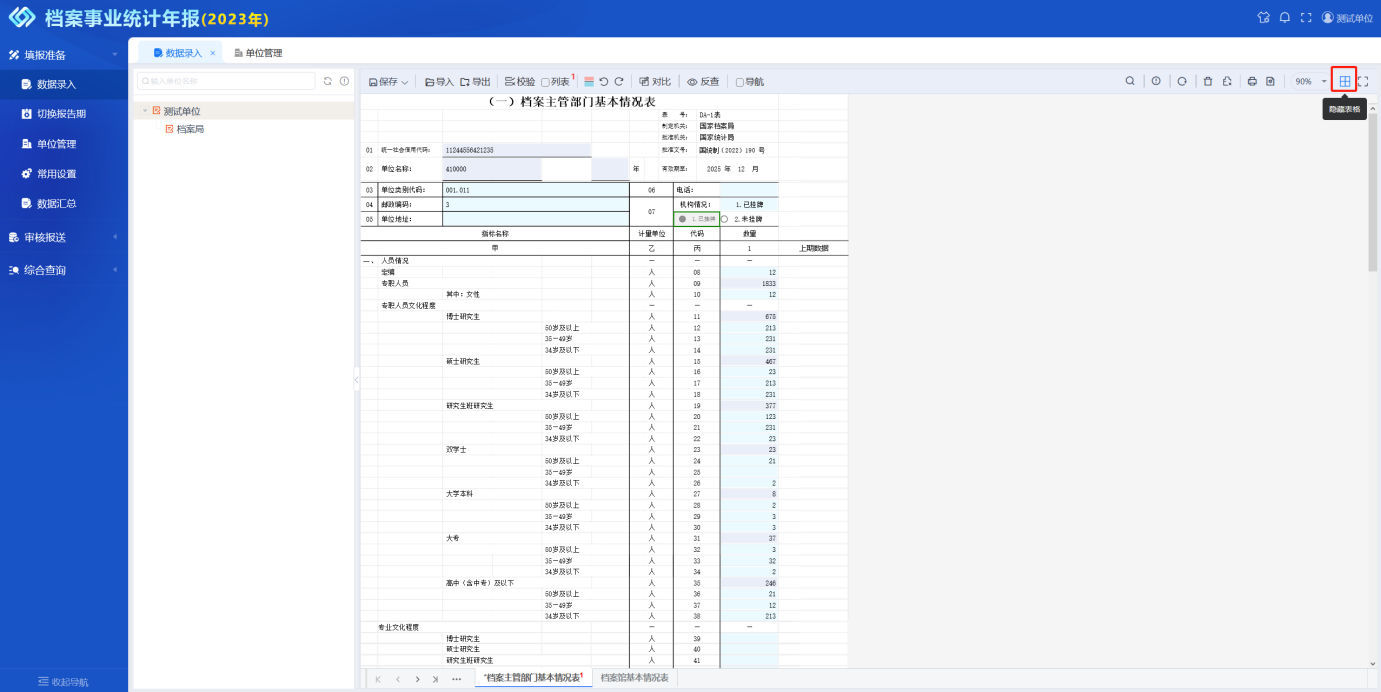 档案事业统计年报(2023年)
测试单位
填报准备
数据录入
切换报告期
单位管理
常用设置
数据汇总
审核报送
综合查询
收起导航
数据录入 ×
单位管理
输入单位名称
测试单位
档案局
保存
导入
导出
校验
列表1
对比
反查
导航
90%
隐藏表格
（一）档案主管部门基本情况表
表 号: DA-1表
制定机关: 国家档案局
批准机关: 国家统计局
01 统一社会信用代码: 11244556421235 批准文号: 国统制(2022) 190 号
02 单位名称: 410000 年 有效期至: 2025 年 12 月
03 单位类别代码: 001.011 06 电话:
04 邮政编码: 3 07 机构情况: 1.已挂牌
05 单位地址: 1.已挂牌 2.未挂牌
指标名称 计量单位 代码 数量
甲 乙 丙 1 上期数据
一、 人员情况 — — —
定编 人 08 12
专职人员 人 09 1833
其中: 女性 人 10 12
专职人员文化程度 — — —
博士研究生 人 11 675
50岁及以上 人 12 213
35—49岁 人 13 231
34岁及以下 人 14 231
硕士研究生 人 15 467
50岁及以上 人 16 23
35—49岁 人 17 213
34岁及以下 人 18 231
研究生班研究生 人 19 377
50岁及以上 人 20 123
35—49岁 人 21 231
34岁及以下 人 22 23
双学士 人 23 23
50岁及以上 人 24 21
35—49岁 人 25
34岁及以下 人 26 2
大学本科 人 27 8
50岁及以上 人 28 2
35—49岁 人 29 3
34岁及以下 人 30 3
大专 人 31 37
50岁及以上 人 32 3
35—49岁 人 33 32
34岁及以下 人 34 2
高中（含中专）及以下 人 35 246
50岁及以上 人 36 21
35—49岁 人 37 12
34岁及以下 人 38 213
专业文化程度 — — —
博士研究生 人 39
硕士研究生 人 40
研究生班研究生 人 41
*档案主管部门基本情况表1
档案馆基本情况表